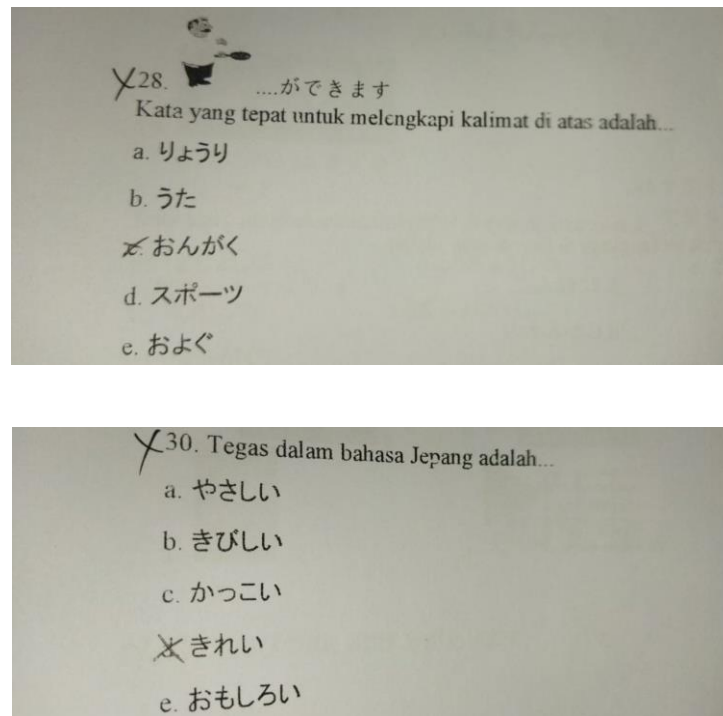 28. ....ができます
Kata yang tepat untuk melengkapi kalimat di atas adalah...
a. りょうり
b. うた
c. おんがく
d. スポーツ
e. およぐ
30. Tegas dalam bahasa Jepang adalah...
a. やさしい
b. きびしい
c. かっこい
d. きれい
e. おもしろい